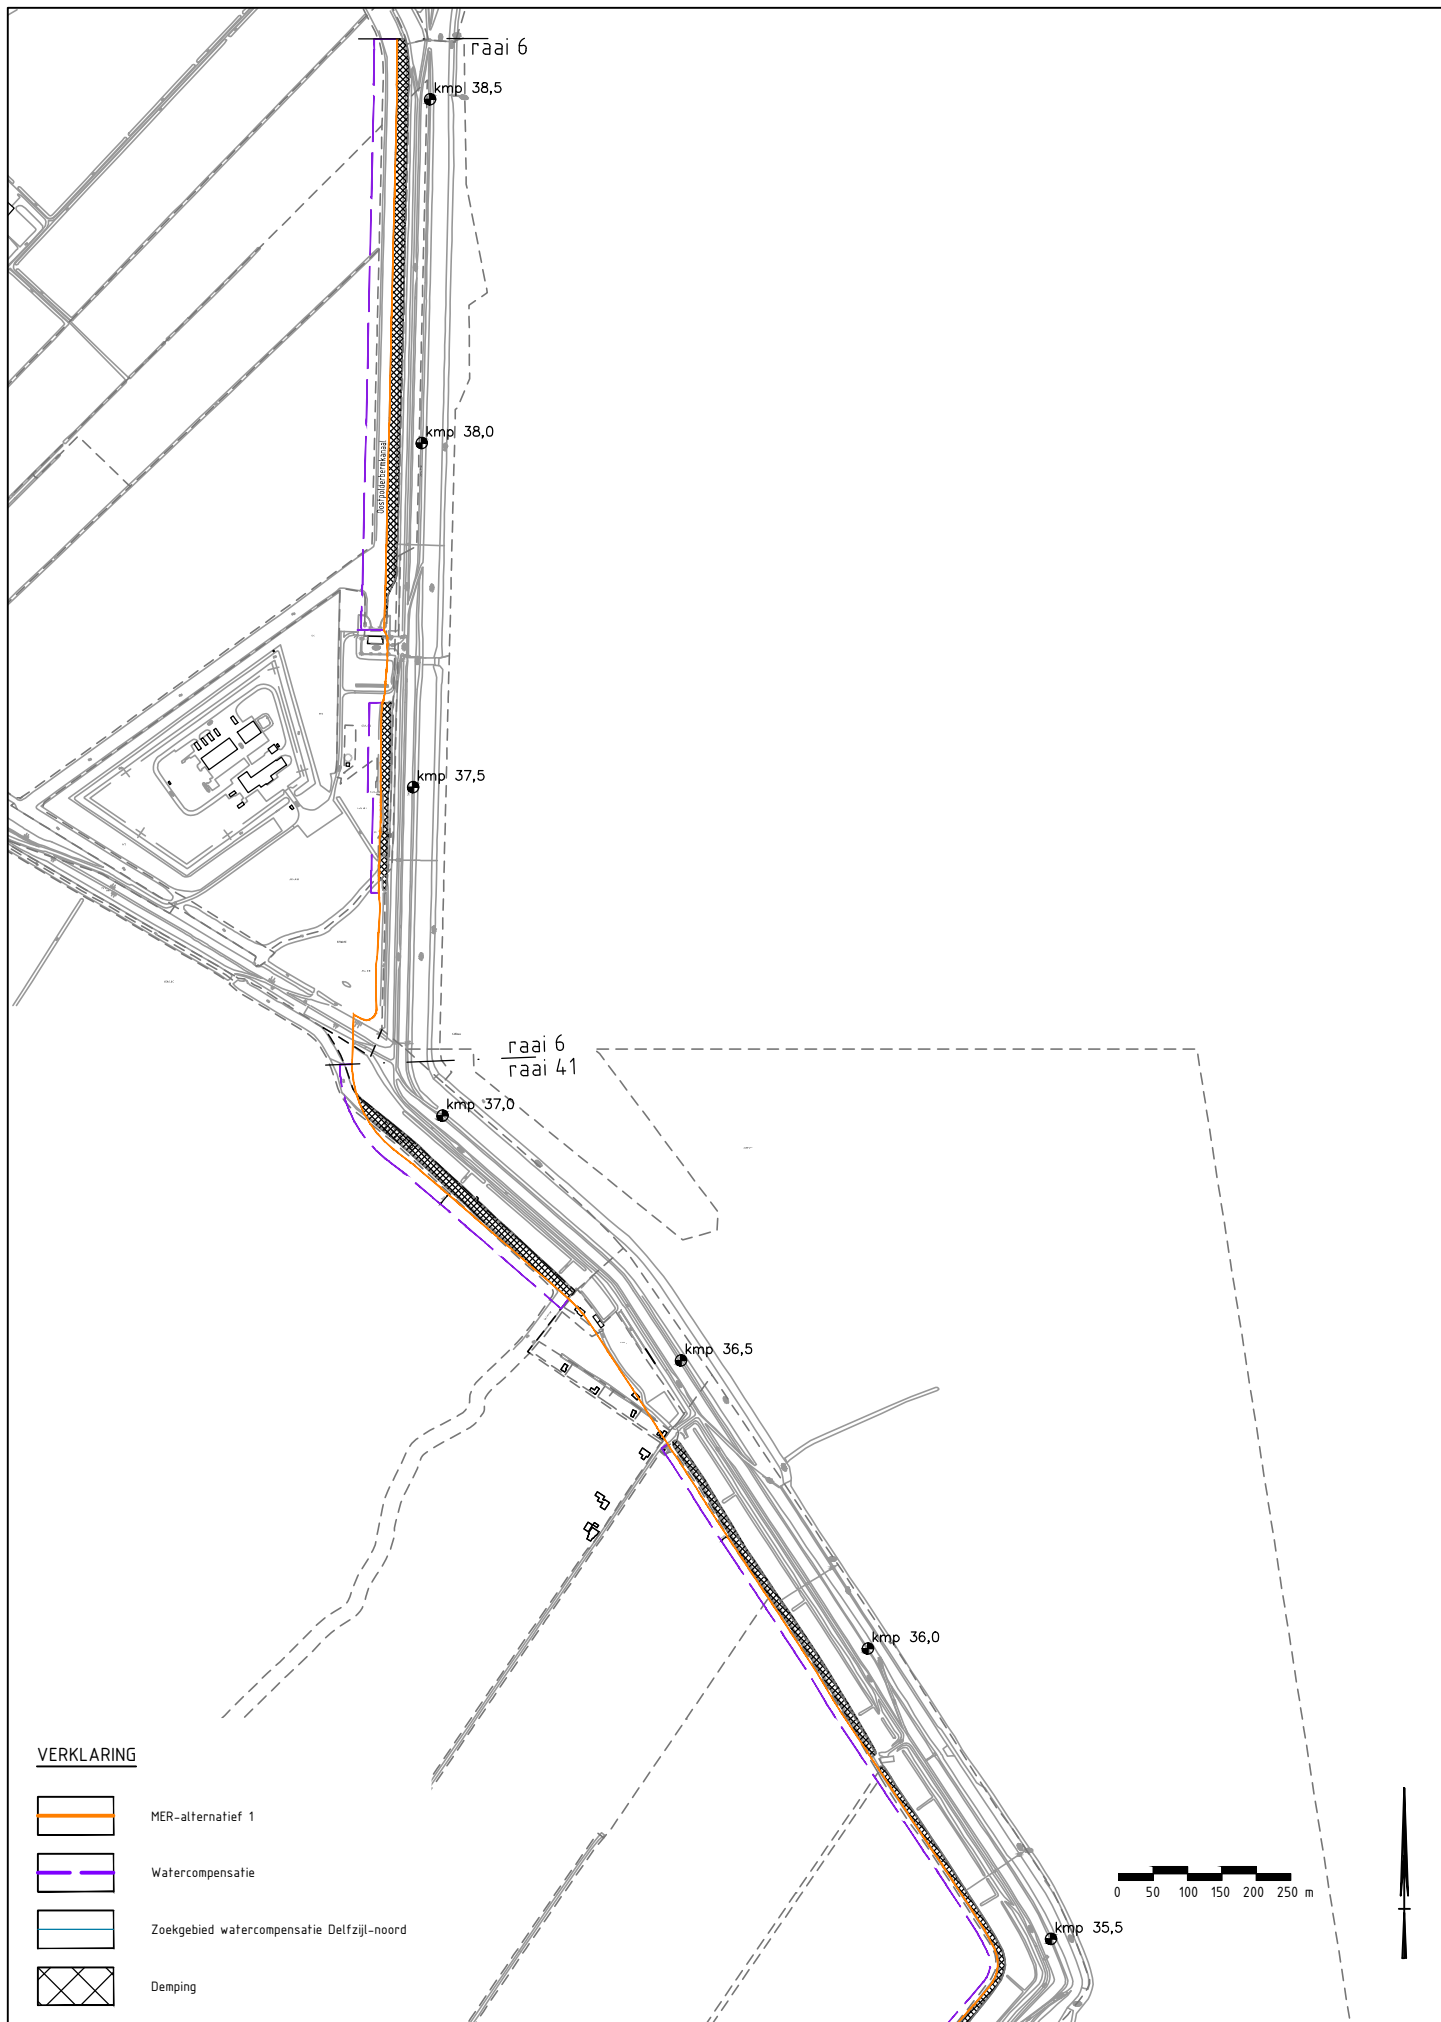 raai 6
kmp 38,5
kmp 38,0
Oostpolderbermkanaal
kmp 37,5
raai 6
raai 41
kmp 37,0
kmp 36,5
kmp 36,0
kmp 35,5
VERKLARING
MER-alternatief 1
Watercompensatie
Zoekgebied watercompensatie Delfzijl-noord
Demping
0 50 100 150 200 250 m